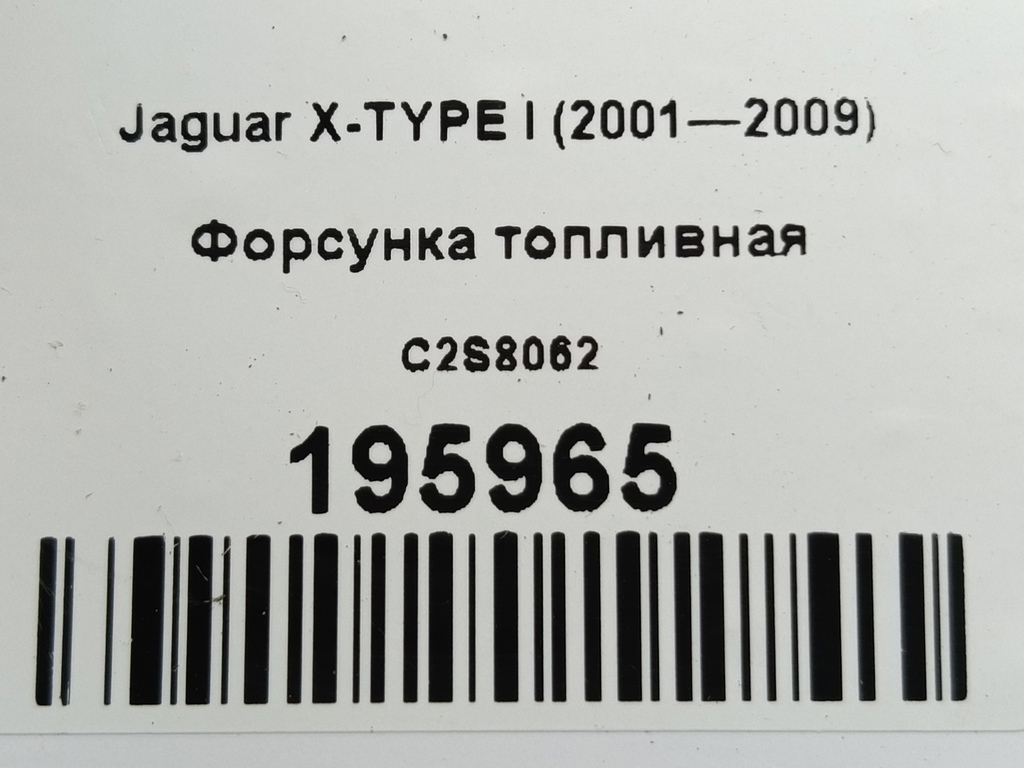 Jaguar X-TYPE I (2001—2009)
Форсунка топливная
C2S8062
195965